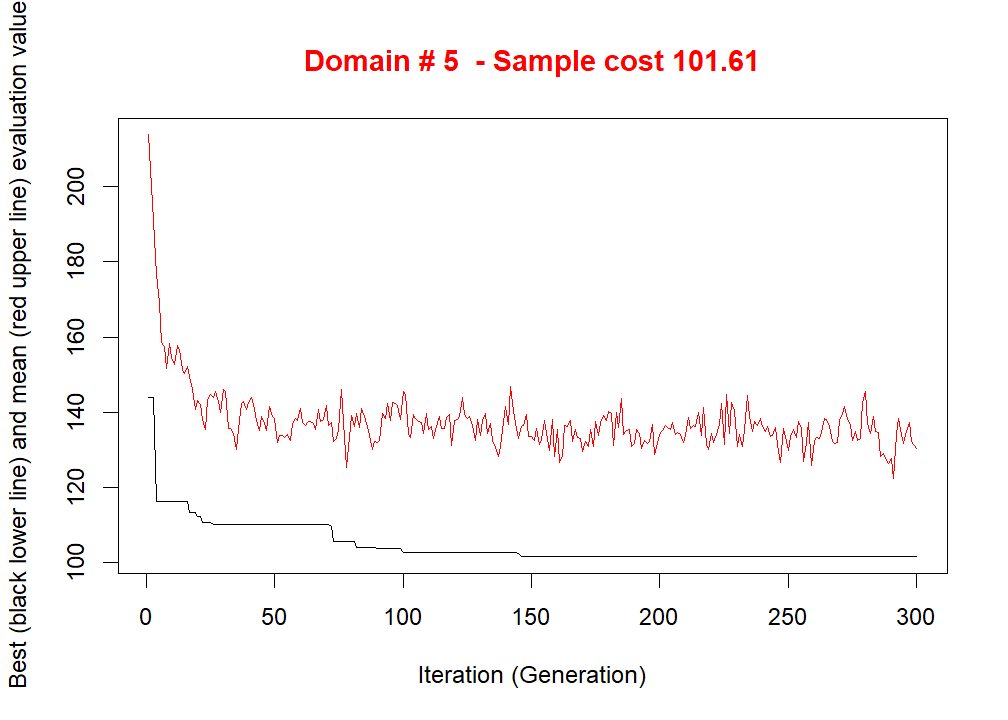 Domain # 5  - Sample cost 101.61
Best (black lower line) and mean (red upper line) evaluation value
200
180
160
140
120
100
0 50 100 150 200 250 300
Iteration (Generation)